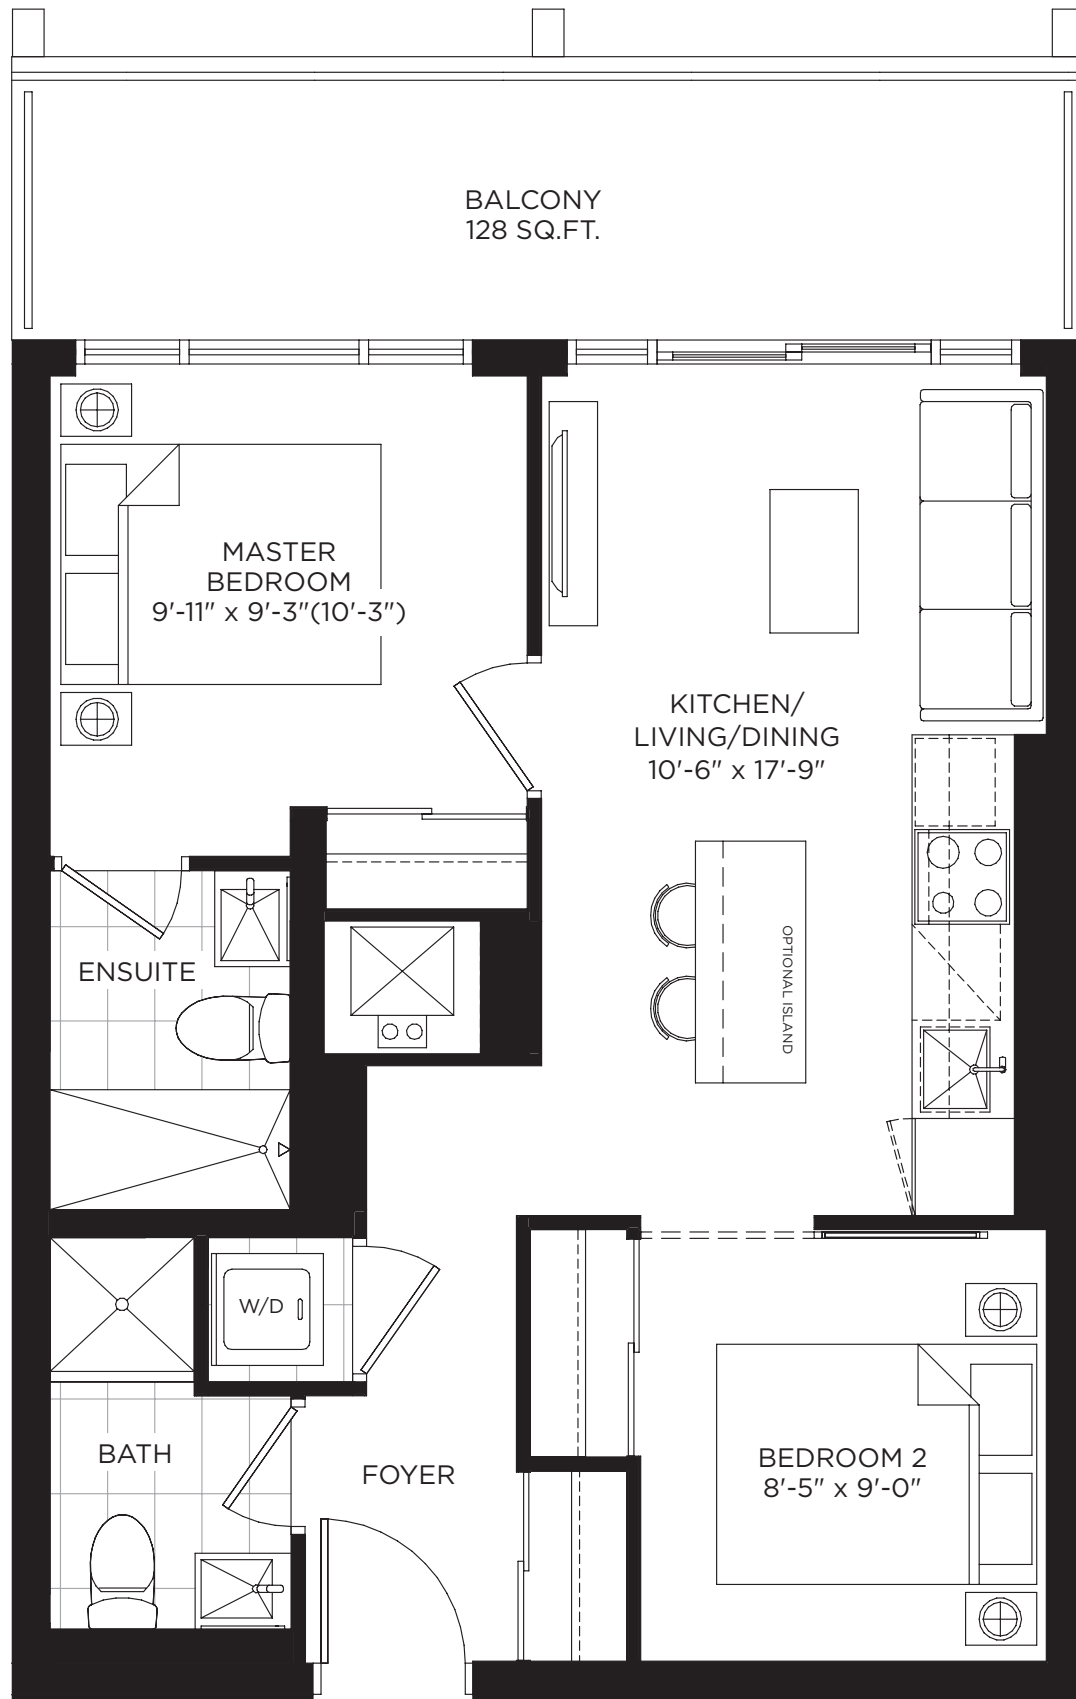 BALCONY
128 SQ.FT.
MASTER
BEDROOM
9'-11" x 9'-3"(10'-3")
KITCHEN/
LIVING/DINING
10'-6" x 17'-9"
OPTIONAL ISLAND
ENSUITE
W/D
BATH
FOYER
BEDROOM 2
8'-5" x 9'-0"